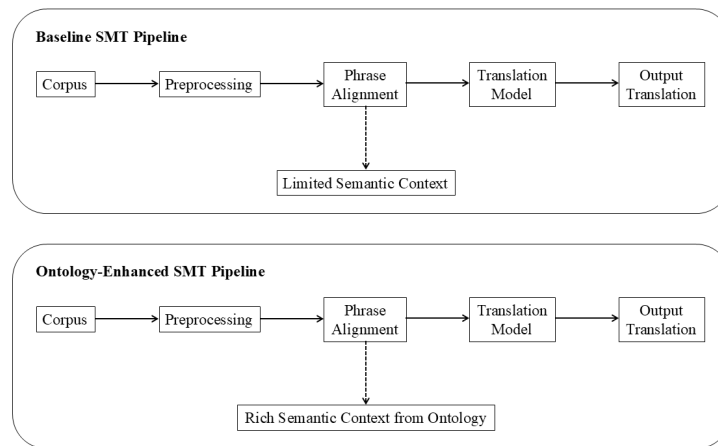 Baseline SMT Pipeline
Corpus
Preprocessing
Phrase
Alignment
Translation
Model
Output
Translation
Limited Semantic Context
Ontology-Enhanced SMT Pipeline
Corpus
Preprocessing
Phrase
Alignment
Translation
Model
Output
Translation
Rich Semantic Context from Ontology